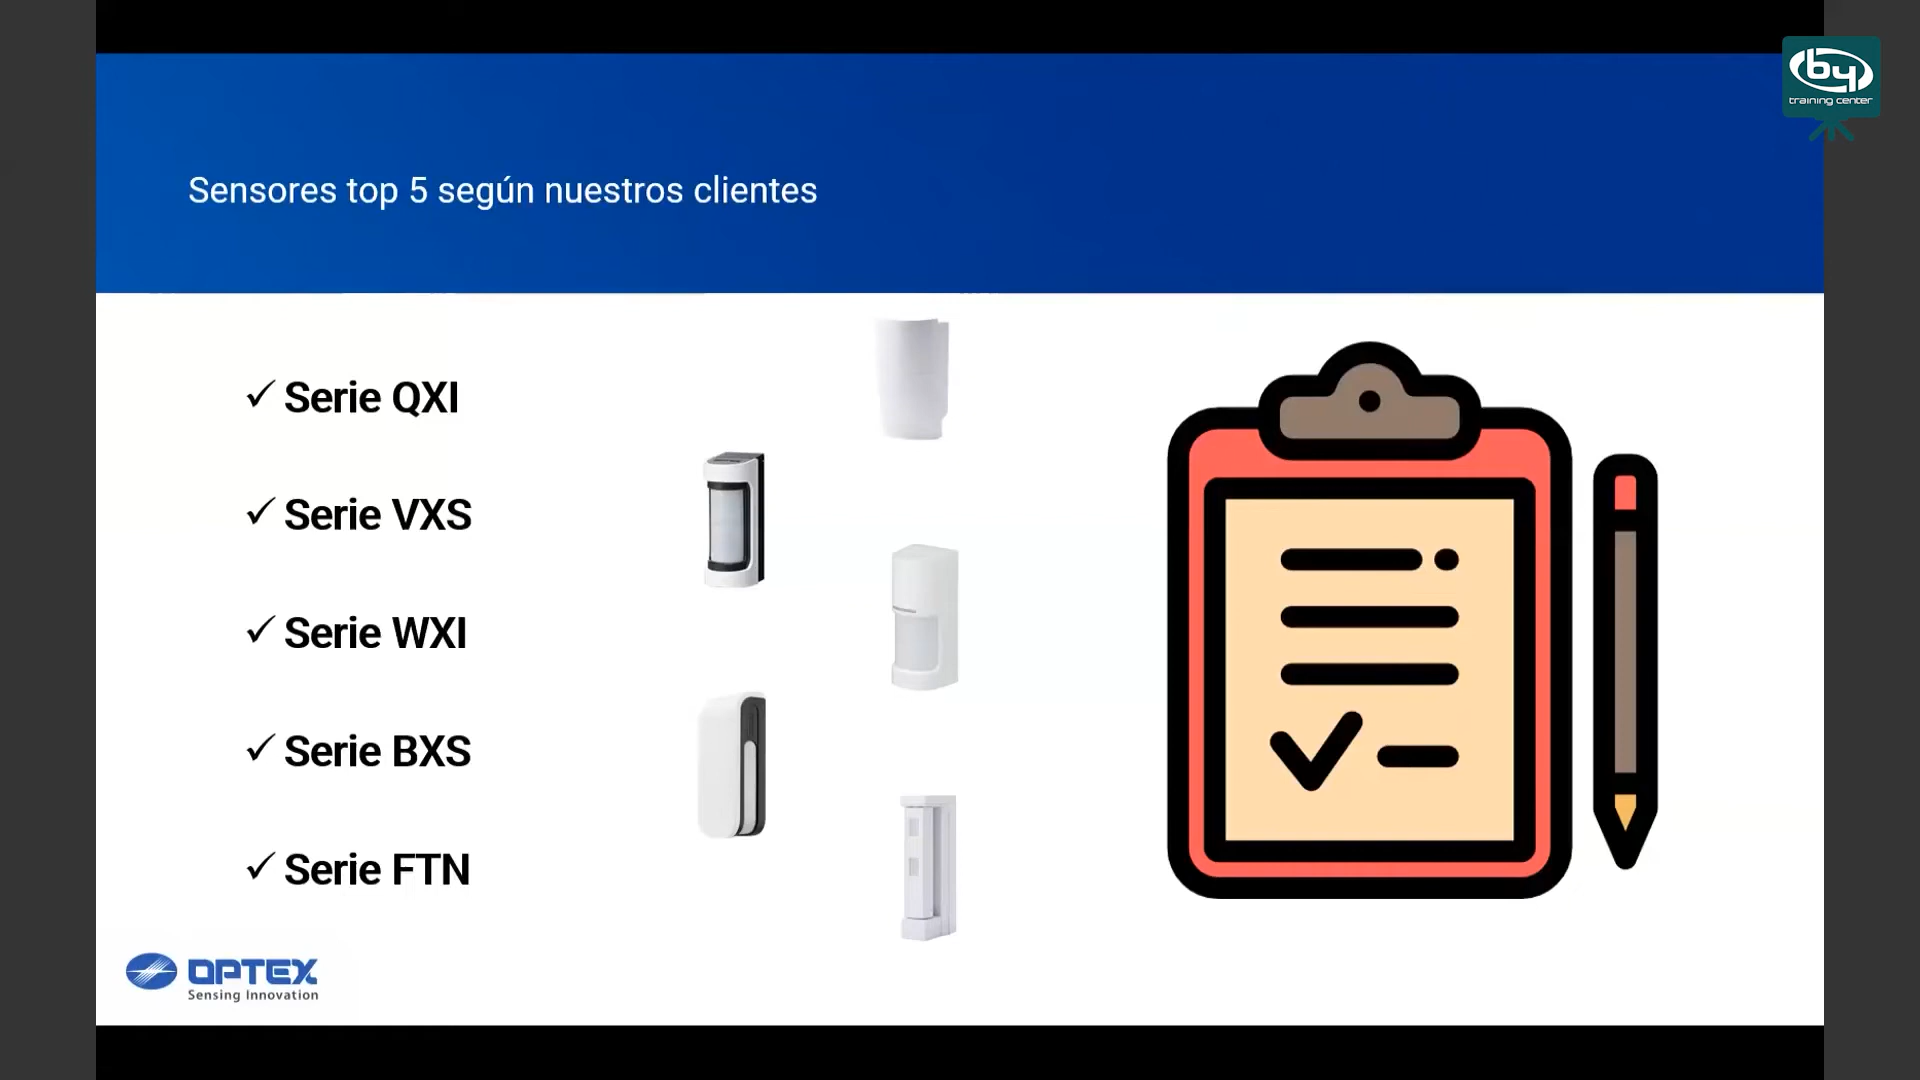 by
training center
Sensores top 5 según nuestros clientes
✓ Serie QXI
✓ Serie VXS
✓ Serie WXI
✓ Serie BXS
✓ Serie FTN
OPTEX
Sensing Innovation